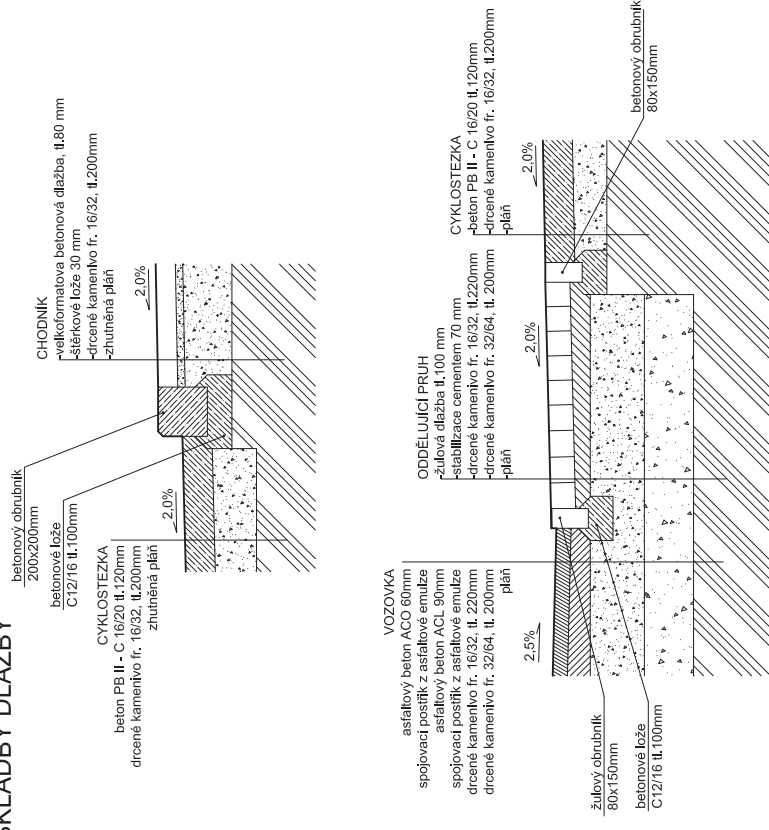 SKLADBY DLAŽBY
betonový obrubník
200x200mm
betonové lože
C12/16 tl.100mm
CYKLOSTEZKA
beton PB II - C 16/20 tl.120mm
drcené kamenivo fr. 16/32, tl.200mm
zhutněná pláň
2,0%
CHODNÍK
velkoformatova betonová dlažba, tl.80 mm
štěrkové lože 30 mm
drcené kamenivo fr. 16/32, tl.200mm
zhutněná pláň
2,0%
VOZOVKA
asfaltový beton ACO 60mm
spojovací postřik z asfaltové emulze
asfaltový beton ACL 90mm
spojovací postřik z asfaltové emulze
drcené kamenivo fr. 16/32, tl. 220mm
drcené kamenivo fr. 32/64, tl. 200mm
pláň
2,5%
ODDĚLUJÍCÍ PRUH
žulová dlažba tl.100 mm
stabilizace cementem 70 mm
drcené kamenivo fr. 16/32, tl.220mm
drcené kamenivo fr. 32/64, tl. 200mm
pláň
2,0%
CYKLOSTEZKA
beton PB II - C 16/20 tl.120mm
drcené kamenivo fr. 16/32, tl.200mm
pláň
2,0%
žulový obrubník
80x150mm
betonové lože
C12/16 tl.100mm
betonový obrubník
80x150mm